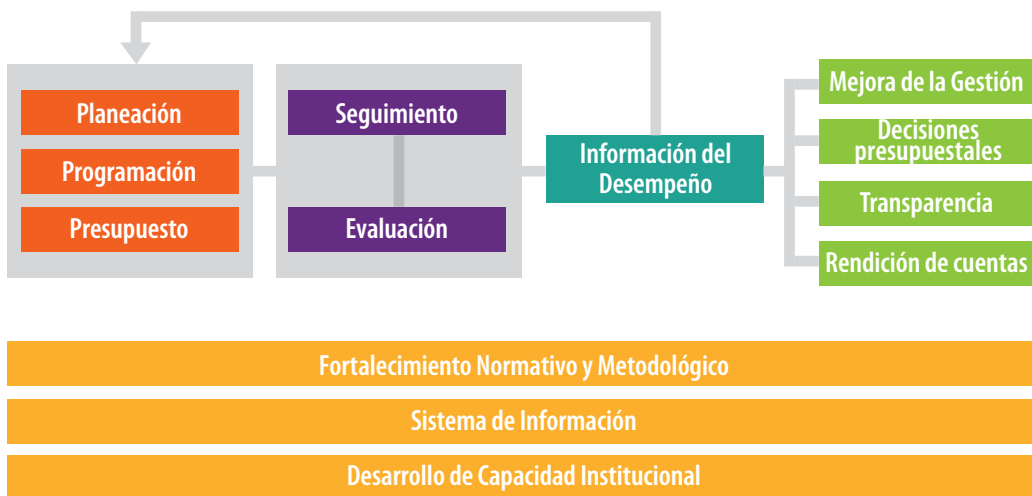 Planeación
Programación
Presupuesto
Seguimiento
Evaluación
Información del
Desempeño
Mejora de la Gestión
Decisiones
presupuestales
Transparencia
Rendición de cuentas
Fortalecimiento Normativo y Metodológico
Sistema de Información
Desarrollo de Capacidad Institucional